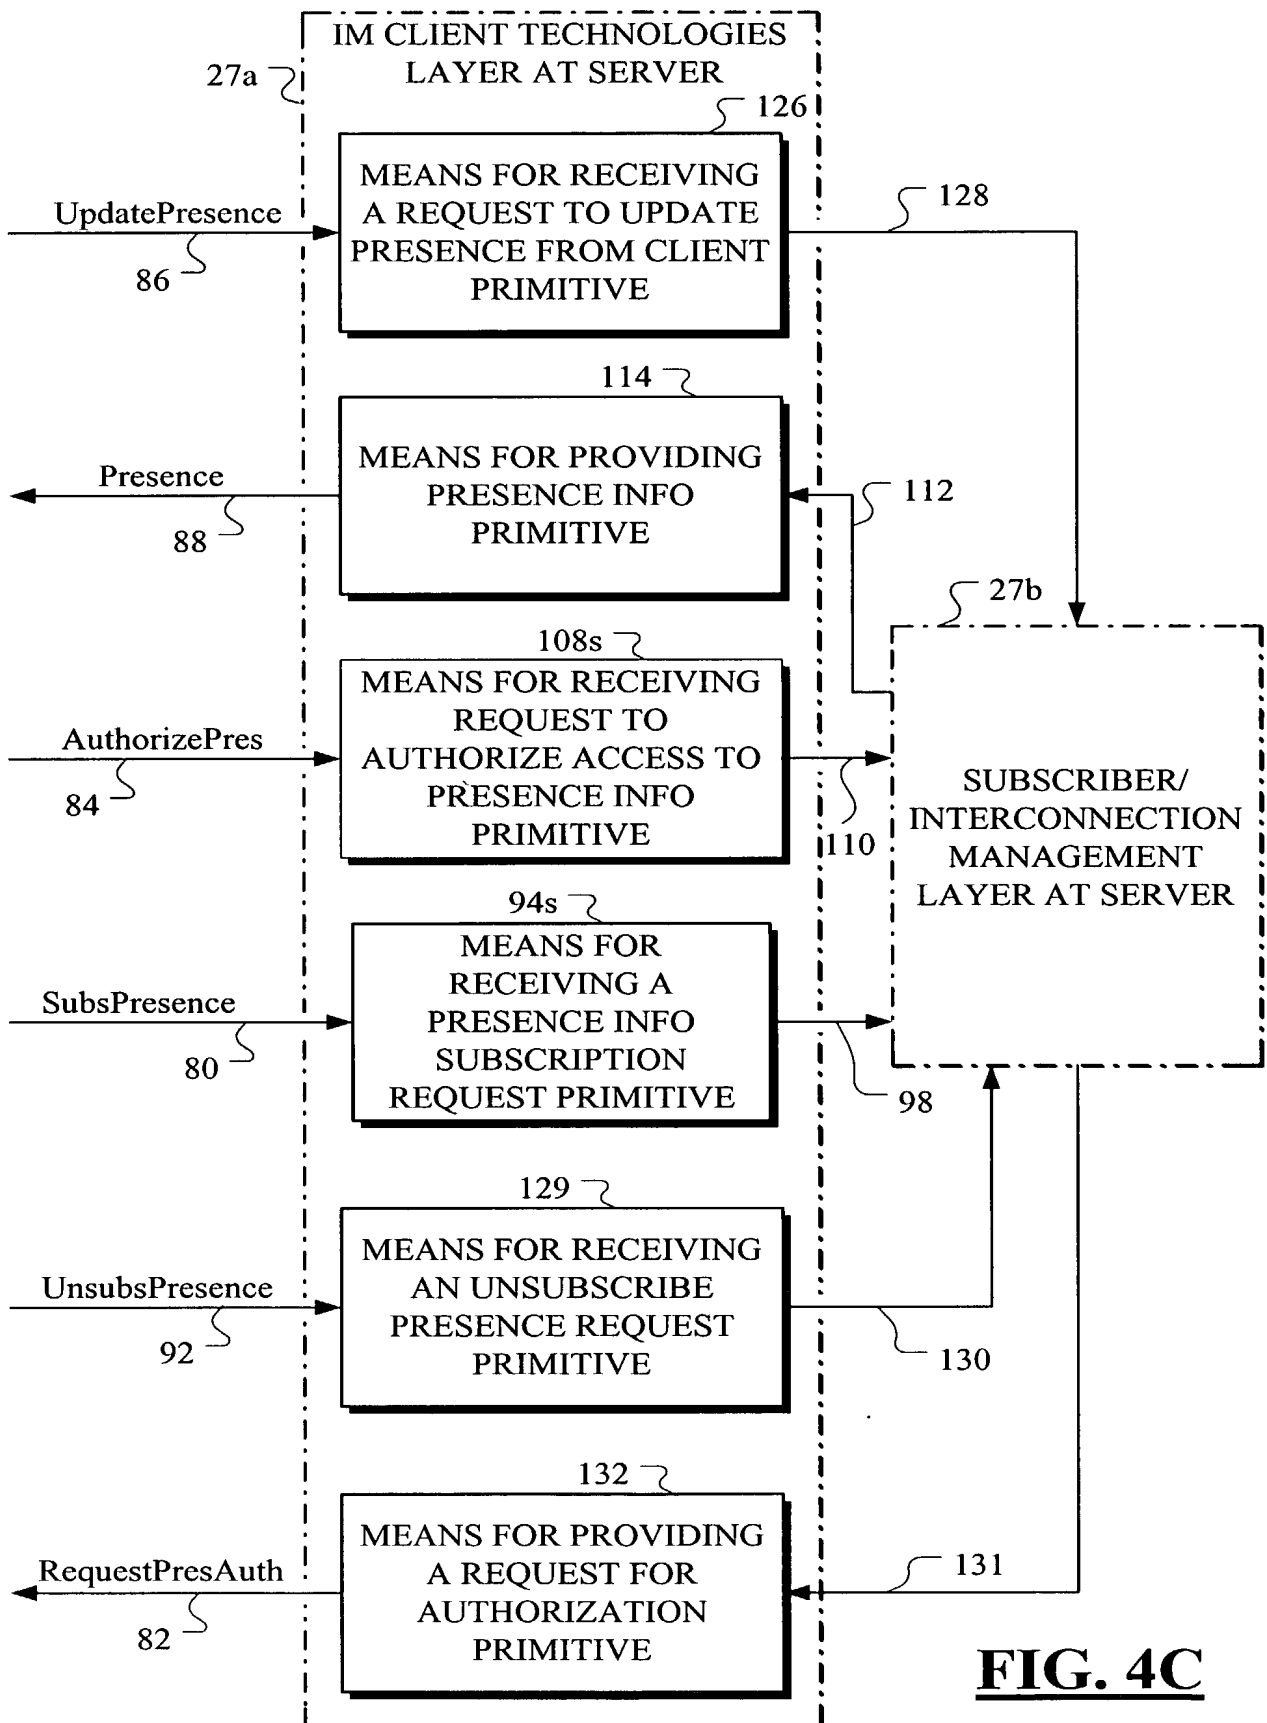 IM CLIENT TECHNOLOGIES
LAYER AT SERVER
27a
126
MEANS FOR RECEIVING
A REQUEST TO UPDATE
PRESENCE FROM CLIENT
PRIMITIVE
UpdatePresence
86
128
114
MEANS FOR PROVIDING
PRESENCE INFO
PRIMITIVE
Presence
88
112
27b
108s
MEANS FOR RECEIVING
REQUEST TO
AUTHORIZE ACCESS TO
PRESENCE INFO
PRIMITIVE
AuthorizePres
84
110
SUBSCRIBER/
INTERCONNECTION
MANAGEMENT
LAYER AT SERVER
94s
MEANS FOR
RECEIVING A
PRESENCE INFO
SUBSCRIPTION
REQUEST PRIMITIVE
SubsPresence
80
98
129
MEANS FOR RECEIVING
AN UNSUBSCRIBE
PRESENCE REQUEST
PRIMITIVE
UnsubsPresence
92
130
132
MEANS FOR PROVIDING
A REQUEST FOR
AUTHORIZATION
PRIMITIVE
RequestPresAuth
82
131
FIG. 4C